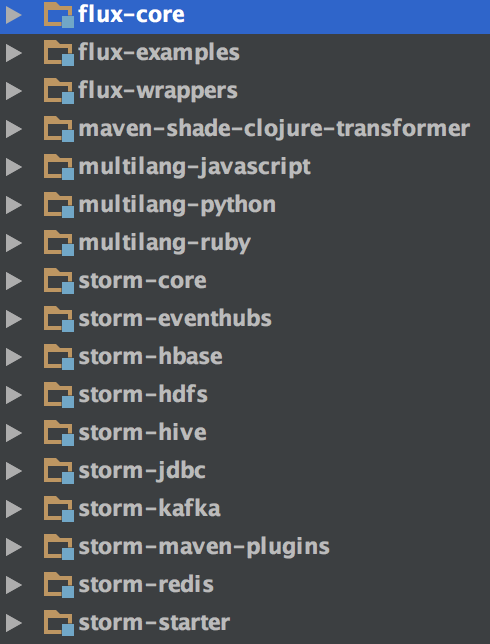 flux-core
flux-examples
flux-wrappers
maven-shade-clojure-transformer
multilang-javascript
multilang-python
multilang-ruby
storm-core
storm-eventhubs
storm-hbase
storm-hdfs
storm-hive
storm-jdbc
storm-kafka
storm-maven-plugins
storm-redis
storm-starter